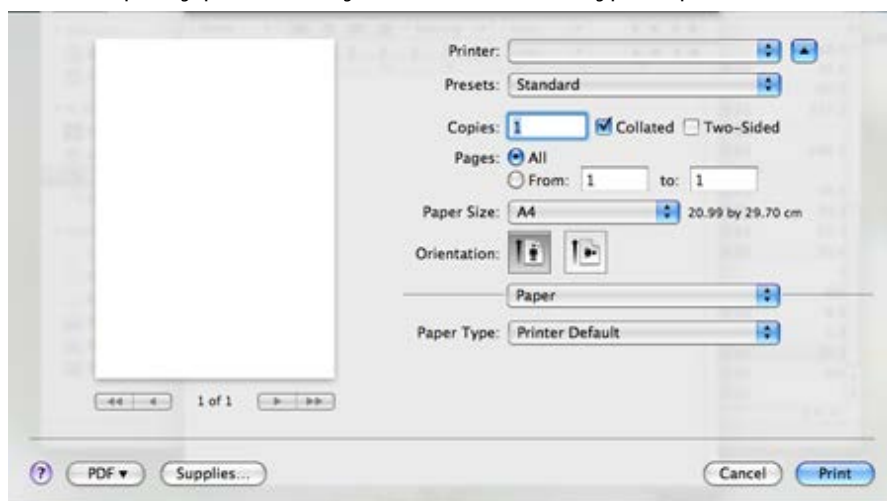 Printer:
Presets: Standard
Copies: 1 Collated Two-Sided
Pages: All
From: 1 to: 1
Paper Size: A4 20.99 by 29.70 cm
Orientation:
Paper
Paper Type: Printer Default
1 of 1
? PDF Supplies... Cancel Print